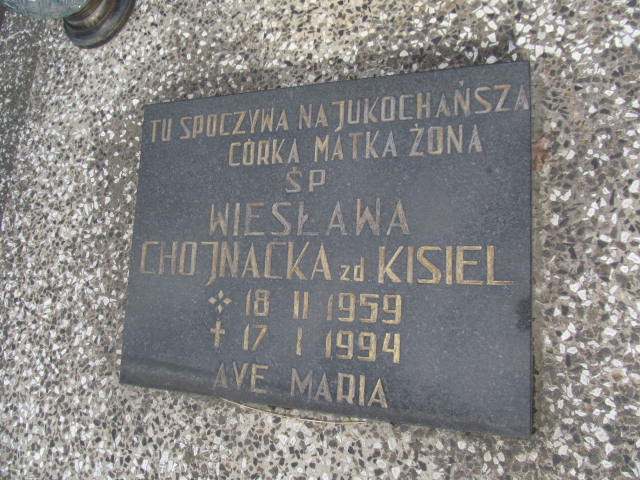 TU SPOCZYWA NAJUKOCHAŃSZA
CÓRKA MATKA ŻONA
ŚP
WIESŁAWA
CHOJNACKA zd KISIEL
18 II 1959
17 I 1994
AVE MARIA